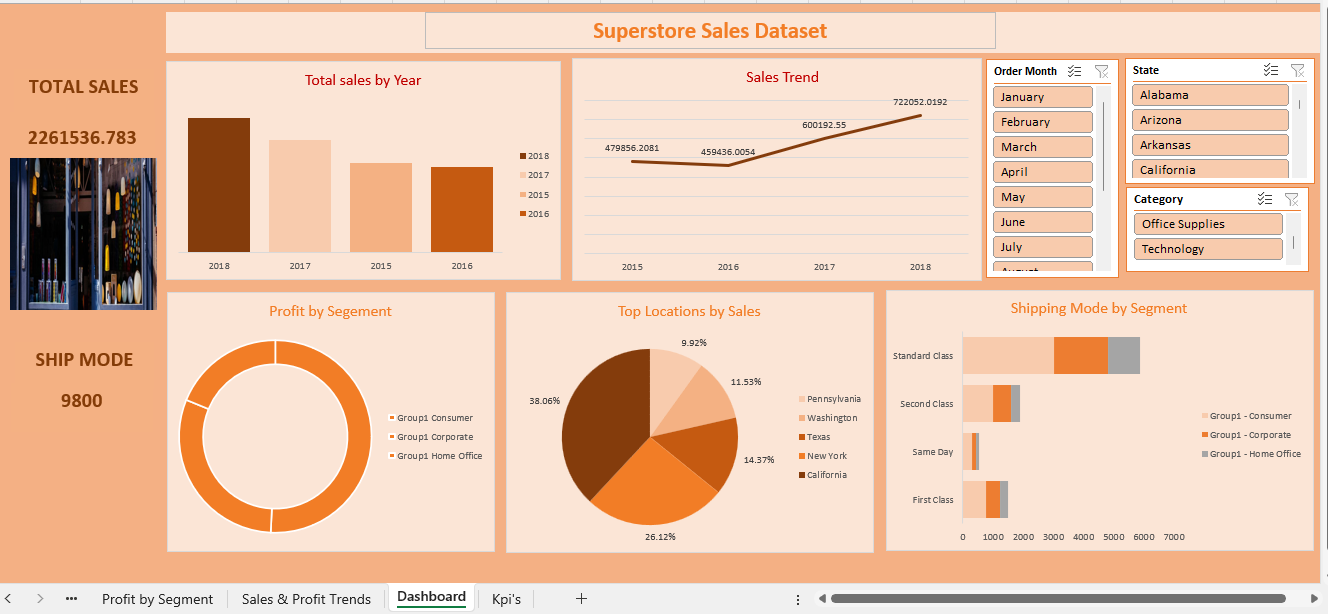 Superstore Sales Dataset
TOTAL SALES
2261536.783
SHIP MODE
9800
Total sales by Year
2018
2017
2015
2016
2018
2017
2015
2016
Sales Trend
479856.2081
459436.0054
600192.55
722052.0192
2015
2016
2017
2018
Order Month
January
February
March
April
May
June
July
August
State
Alabama
Arizona
Arkansas
California
Category
Office Supplies
Technology
Profit by Segement
Group1 Consumer
Group1 Corporate
Group1 Home Office
Top Locations by Sales
9.92%
11.53%
14.37%
26.12%
38.06%
Pennsylvania
Washington
Texas
New York
California
Shipping Mode by Segment
Standard Class
Second Class
Same Day
First Class
0 1000 2000 3000 4000 5000 6000 7000
Group1 - Consumer
Group1 - Corporate
Group1 - Home Office
Profit by Segment
Sales & Profit Trends
Dashboard
Kpi's